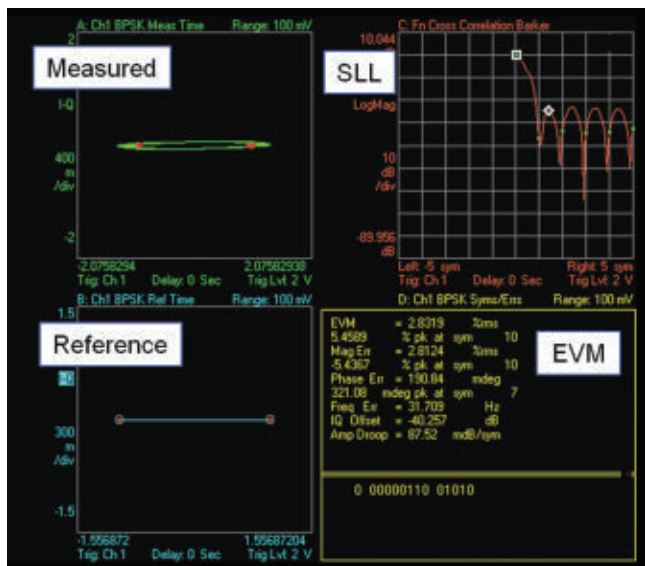 A: Ch1 BPSK Meas Time Range: 100 mV
2
Measured
I-Q
400
m
/div
-2
-2.0758294 2.07582938
Trig: Ch 1 Delay: 0 Sec Trig Lvl: 2 V
C: Fn Cross Correlation Barker
10.044
SLL
LogMag
10
dB
/div
-89.956
Left: -5 sym Right: 5 sym
Trig: Ch 1 Delay: 0 Sec Trig Lvl: 2 V
B: Ch1 BPSK Ref Time Range: 100 mV
1.5
Reference
I-Q
300
m
/div
-1.5
-1.556872 1.55687204
Trig: Ch 1 Delay: 0 Sec Trig Lvl: 2 V
D: Ch1 BPSK Syms/Errs Range: 100 mV
EVM = 2.8319 %rms
5.4589 % pk at sym 10
Mag Err = 2.8124 %rms
-5.4367 % pk at sym 10
Phase Err = 190.84 mdeg
321.08 mdeg pk at sym 7
Freq Err = 31.709 Hz
IQ Offset = -40.257 dB
Amp Droop = 87.52 mdB/sym
EVM
0 00000110 01010